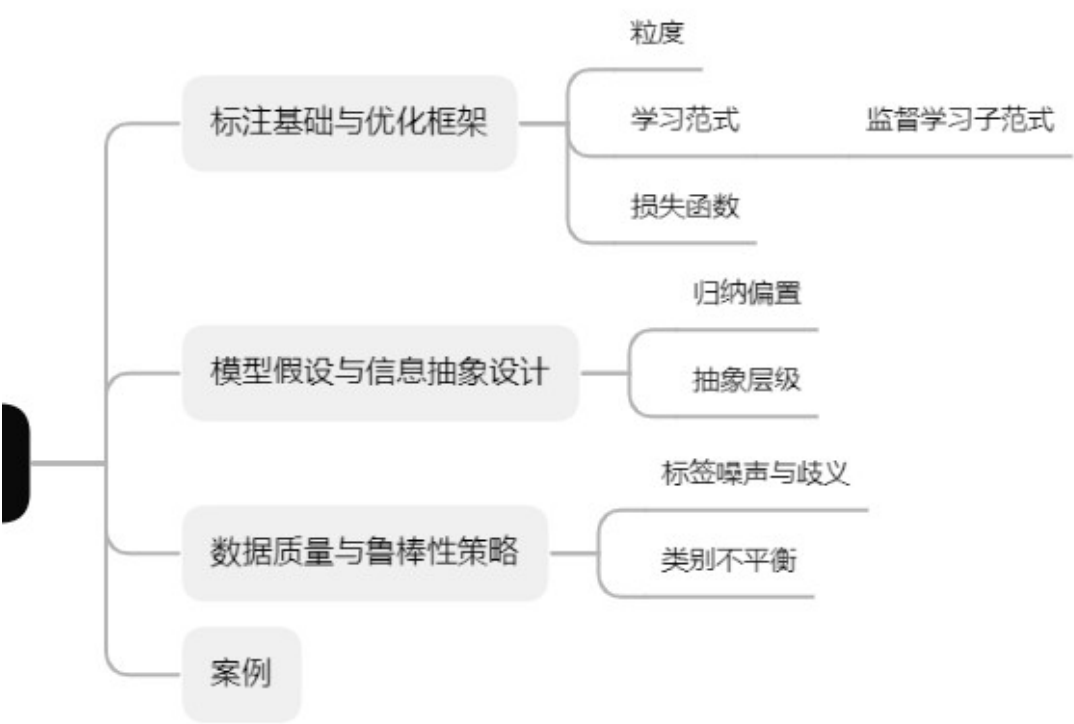 标注基础与优化框架
粒度
学习范式
监督学习子范式
损失函数
模型假设与信息抽象设计
归纳偏置
抽象层级
数据质量与鲁棒性策略
标签噪声与歧义
类别不平衡
案例